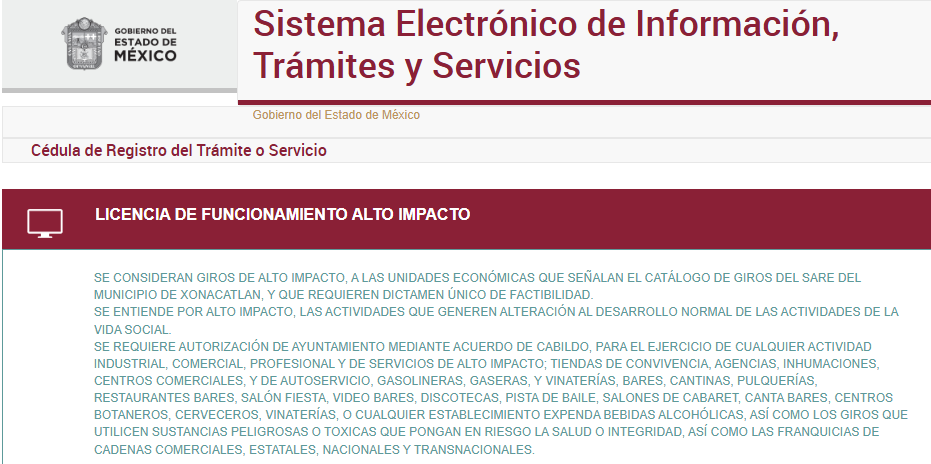 GOBIERNO DEL
ESTADO DE
MÉXICO
Sistema Electrónico de Información,
Trámites y Servicios
Gobierno del Estado de México
Cédula de Registro del Trámite o Servicio
LICENCIA DE FUNCIONAMIENTO ALTO IMPACTO
SE CONSIDERAN GIROS DE ALTO IMPACTO, A LAS UNIDADES ECONÓMICAS QUE SEÑALAN EL CATÁLOGO DE GIROS DEL SARE DEL
MUNICIPIO DE XONACATLAN, Y QUE REQUIEREN DICTAMEN ÚNICO DE FACTIBILIDAD.
SE ENTIENDE POR ALTO IMPACTO, LAS ACTIVIDADES QUE GENEREN ALTERACIÓN AL DESARROLLO NORMAL DE LAS ACTIVIDADES DE LA
VIDA SOCIAL.
SE REQUIERE AUTORIZACIÓN DE AYUNTAMIENTO MEDIANTE ACUERDO DE CABILDO, PARA EL EJERCICIO DE CUALQUIER ACTIVIDAD
INDUSTRIAL, COMERCIAL, PROFESIONAL Y DE SERVICIOS DE ALTO IMPACTO; TIENDAS DE CONVIVENCIA, AGENCIAS, INHUMACIONES,
CENTROS COMERCIALES, Y DE AUTOSERVICIO, GASOLINERAS, GASERAS, Y VINATERÍAS, BARES, CANTINAS, PULQUERÍAS,
RESTAURANTES BARES, SALÓN FIESTA, VIDEO BARES, DISCOTECAS, PISTA DE BAILE, SALONES DE CABARET, CANTA BARES, CENTROS
BOTANEROS, CERVECEROS, VINATERÍAS, O CUALQUIER ESTABLECIMIENTO EXPENDA BEBIDAS ALCOHÓLICAS, ASÍ COMO LOS GIROS QUE
UTILICEN SUSTANCIAS PELIGROSAS O TOXICAS QUE PONGAN EN RIESGO LA SALUD O INTEGRIDAD, ASÍ COMO LAS FRANQUICIAS DE
CADENAS COMERCIALES, ESTATALES, NACIONALES Y TRANSNACIONALES.